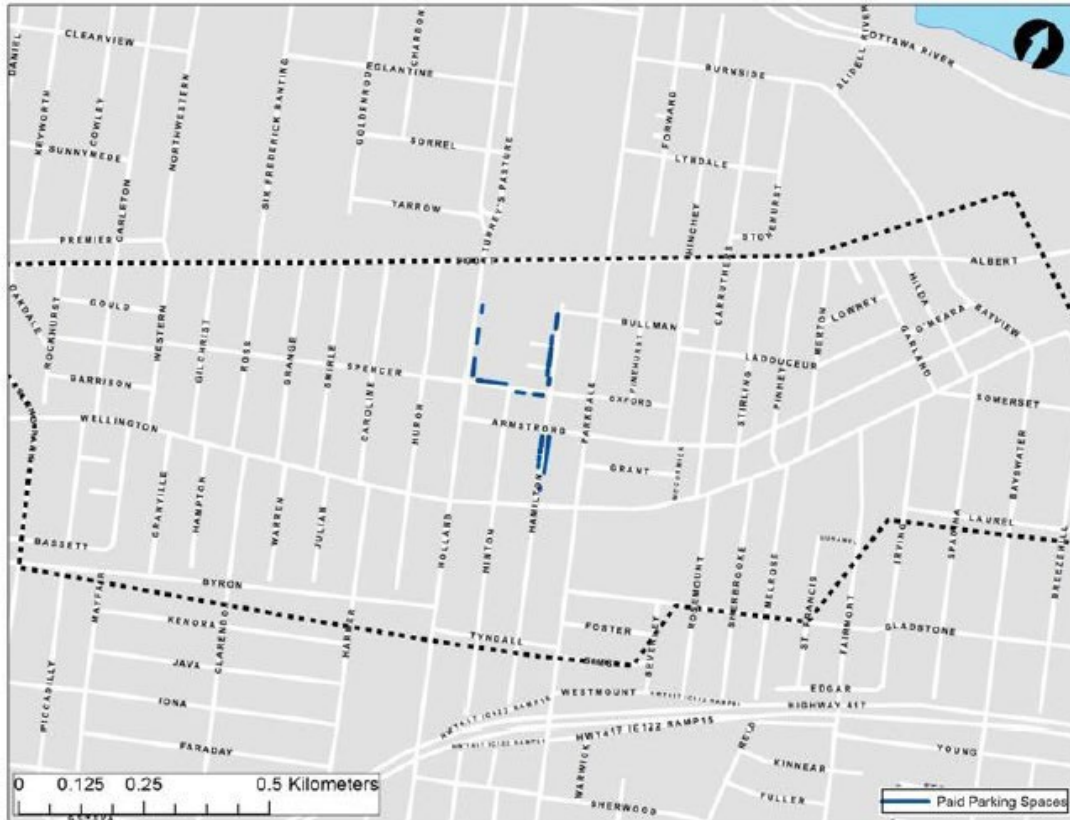 CLEARVIEW
DANIEL
CHARDON
OTTAWA RIVER
SLIDELL RIVER
EGLANTINE
BURNSIDE
GOLDENROD
KEYWORTH
COWLEY
NORTHWESTERN
SIR FREDERICK BANTING
FORWARD
SORREL
SUNNYMEDE
LYNDALE
CARLETON
YARROW
TUNNEY'S PASTURE
HINCHEY
PREMIER
SCOTT
ALBERT
CARRUTHERS
OAKDALE
ROCKHURST
GOULD
WESTERN
GILCHRIST
ROSS
GRANGE
SMIRLE
SPENCER
CAROLINE
HURON
BULLMAN
PINEHURST
PARKDALE
LADOUCEUR
MERTON
LOWREY
HILDA
O'MEARA
BAYVIEW
GARLAND
STIRLING
PINHEY
GARRISON
OXFORD
SOMERSET
WELLINGTON
ARMSTRONG
GRANT
MCCORMICK
BAYSWATER
GRANVILLE
HAMPTON
WARREN
JULIAN
HOLLAND
MINTON
HAMILTON
BASSETT
BYRON
LAUREL
IRVING
SPADINA
BREEZEHILL
MAYFAIR
KENORA
CLARENDON
HARMER
TYNDALL
FOSTER
BEVERLEY
ROSEMOUNT
SHERBROOKE
MELROSE
ST. FRANCIS
FAIRMONT
GLADSTONE
JAVA
PICCADILLY
IONA
WESTMOUNT
EDGAR
HIGHWAY 417
FARADAY
HWY417 IC122 RAMP15
WARWICK
REID
YOUNG
KINNEAR
FULLER
SHERWOOD
0 0.125 0.25 0.5 Kilometers
Paid Parking Spaces